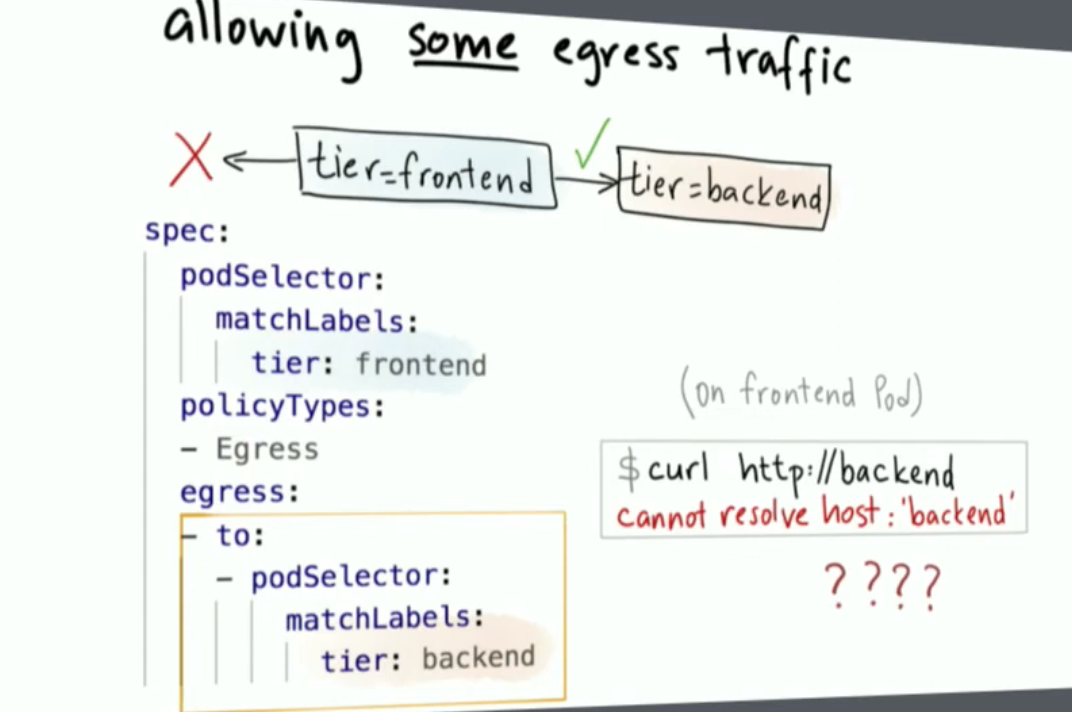 allowing some egress traffic
X
tier=frontend
tier=backend
spec:
podSelector:
matchLabels:
tier: frontend
policyTypes:
- Egress
egress:
- to:
- podSelector:
matchLabels:
tier: backend
(on frontend Pod)
$ curl http://backend
cannot resolve host: 'backend'
????